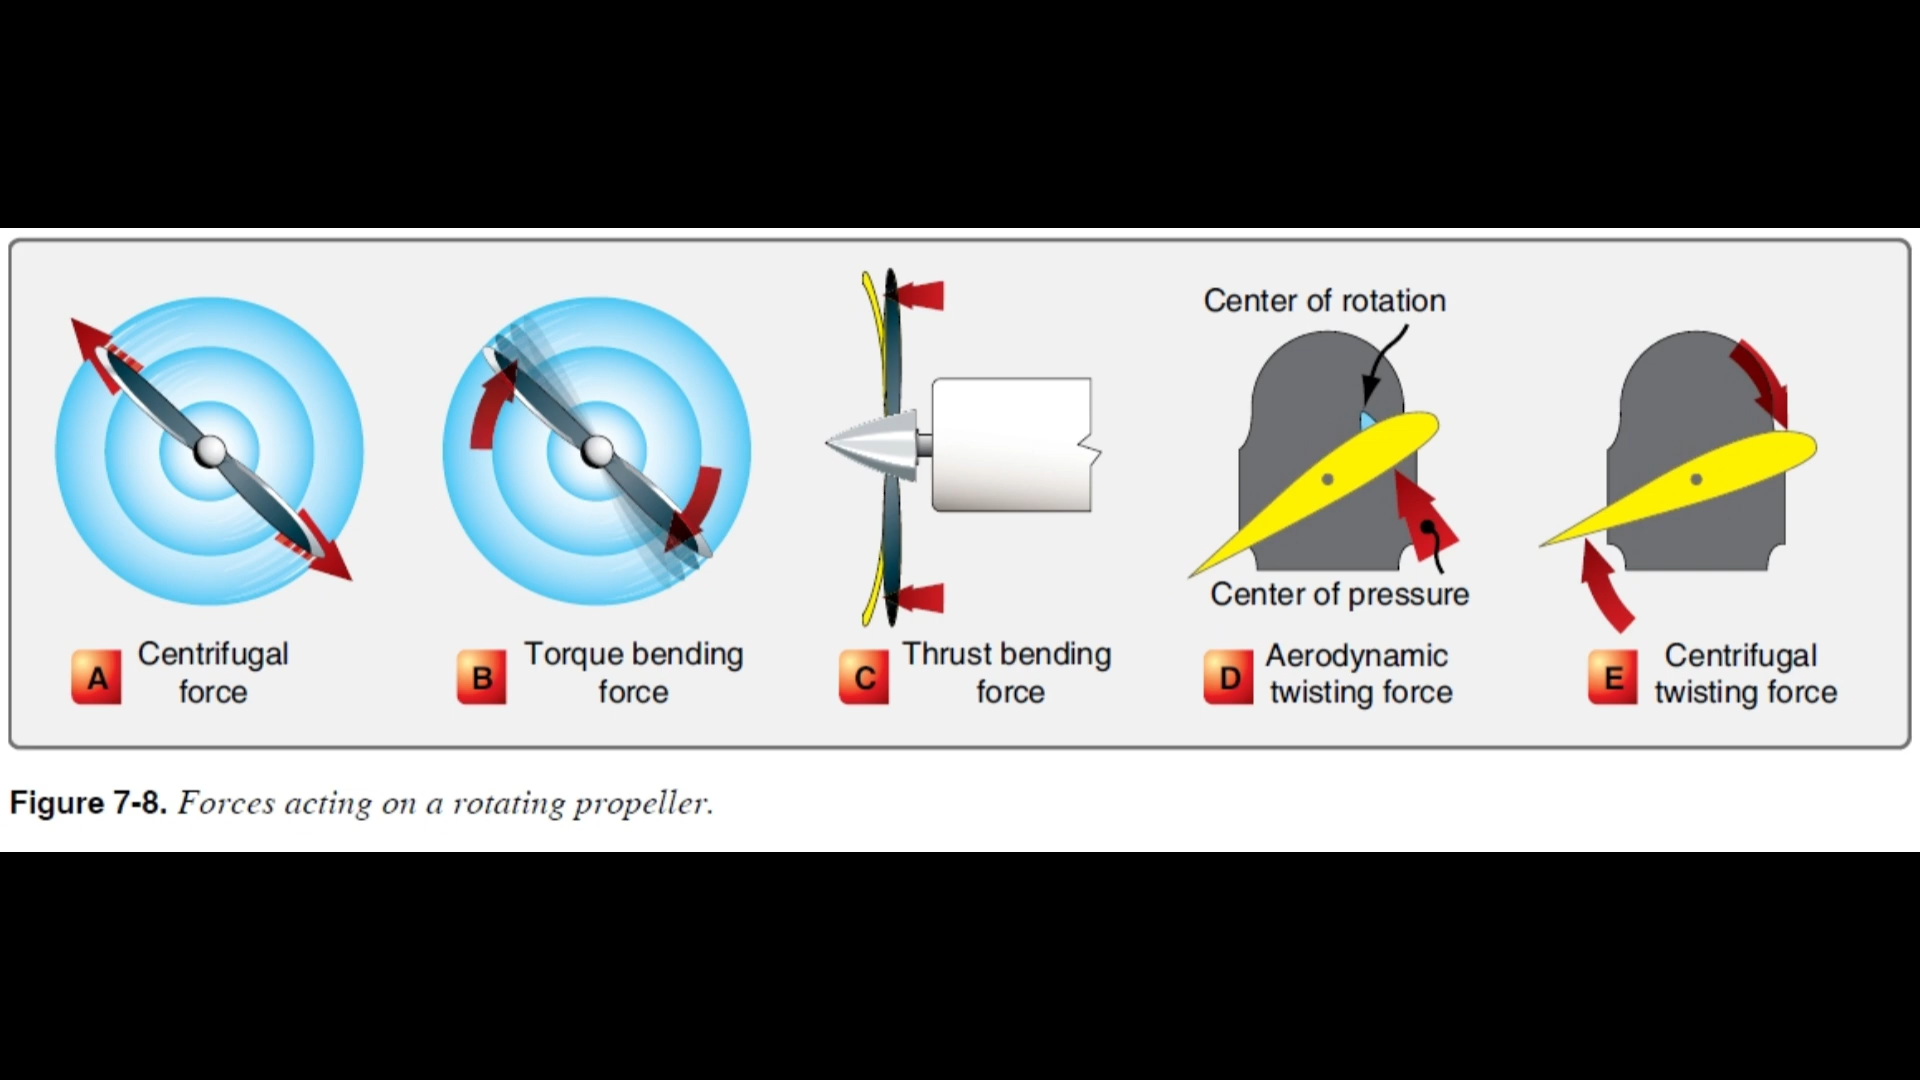 Center of rotation
Center of pressure
A
Centrifugal
force
B
Torque bending
force
C
Thrust bending
force
D
Aerodynamic
twisting force
E
Centrifugal
twisting force
Figure 7-8. Forces acting on a rotating propeller.